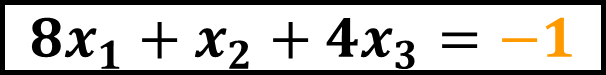 8x₁ + x₂ + 4x₃ = −1